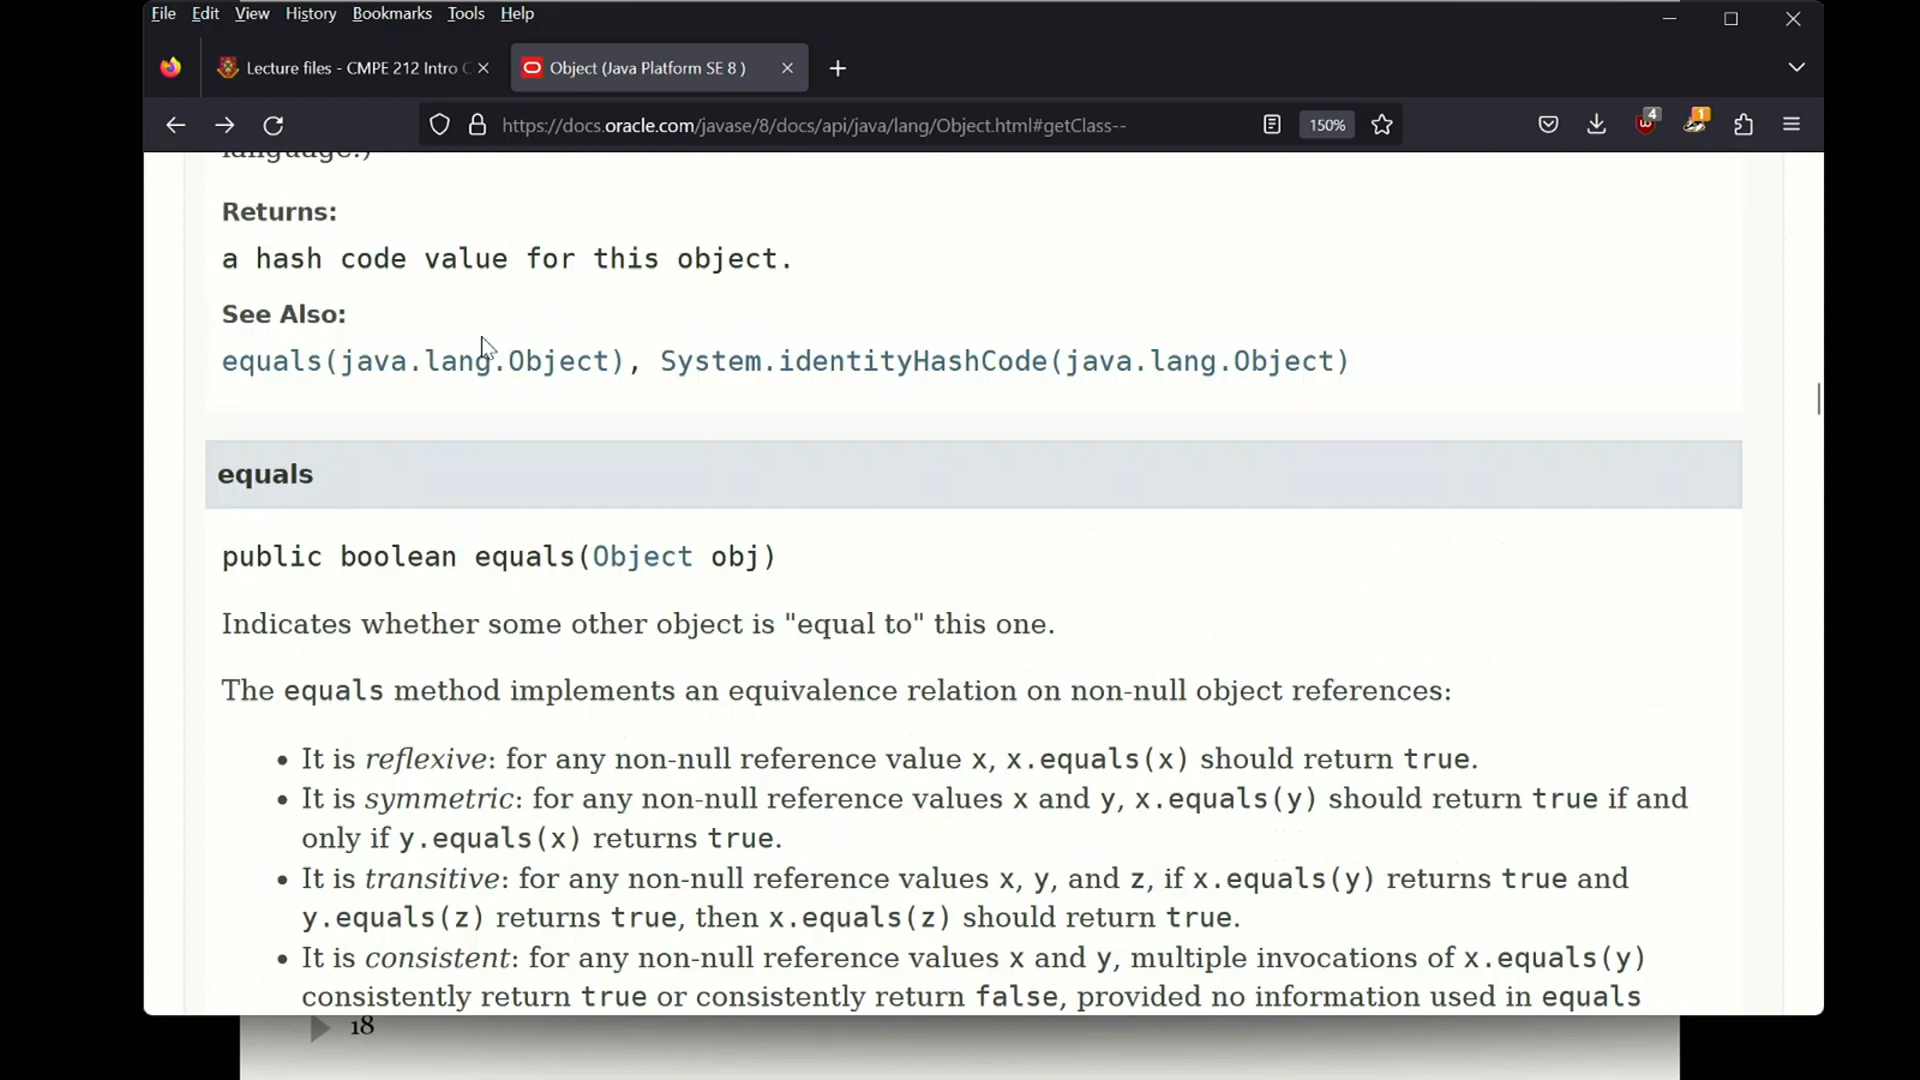 File Edit View History Bookmarks Tools Help
Lecture files - CMPE 212 Intro C
Object (Java Platform SE 8 )
https://docs.oracle.com/javase/8/docs/api/java/lang/Object.html#getClass--
150%
4
1
language.)
Returns:
a hash code value for this object.
See Also:
equals(java.lang.Object), System.identityHashCode(java.lang.Object)
equals
public boolean equals(Object obj)
Indicates whether some other object is "equal to" this one.
The equals method implements an equivalence relation on non-null object references:
• It is reflexive: for any non-null reference value x, x.equals(x) should return true.
• It is symmetric: for any non-null reference values x and y, x.equals(y) should return true if and
only if y.equals(x) returns true.
• It is transitive: for any non-null reference values x, y, and z, if x.equals(y) returns true and
y.equals(z) returns true, then x.equals(z) should return true.
• It is consistent: for any non-null reference values x and y, multiple invocations of x.equals(y)
consistently return true or consistently return false, provided no information used in equals
18